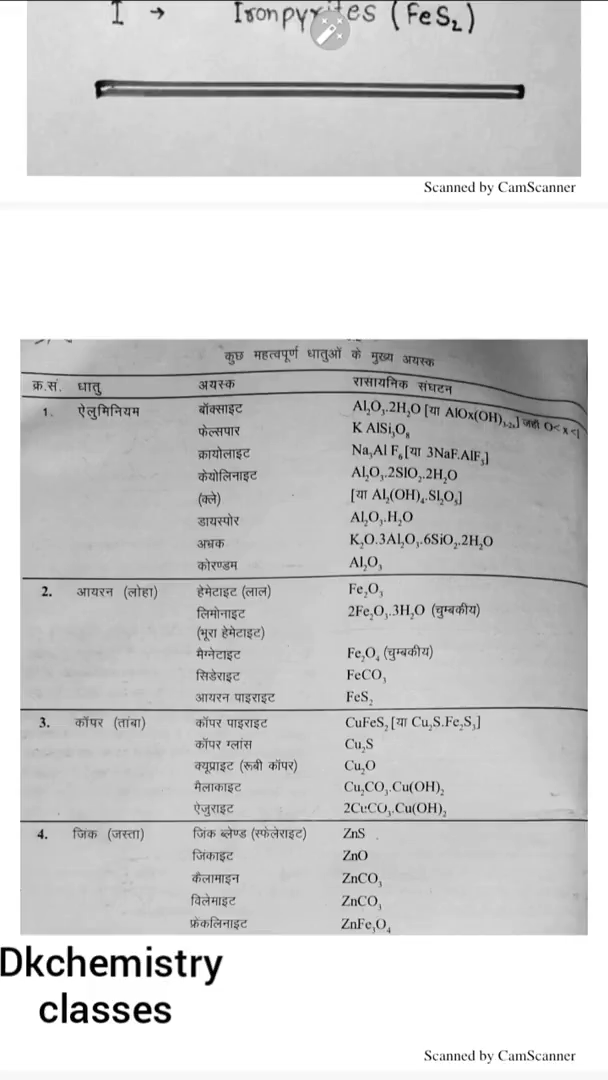 I → Ironpyrites (FeS₂)
Scanned by CamScanner
कुछ महत्वपूर्ण धातुओं के मुख्य अयस्क
क्र.सं. धातु अयस्क रासायनिक संघटन
1. ऐलुमिनियम बॉक्साइट Al₂O₃.2H₂O [या AlOx(OH)₃₋₂ₓ] जहाँ O< x <1
फेल्सपार K AlSi₃O₈
क्रायोलाइट Na₃Al F₆ [या 3NaF.AlF₃]
केयोलिनाइट Al₂O₃.2SIO₂.2H₂O
(क्ले) [या Al₂(OH)₄.Si₂O₅]
डायस्पोर Al₂O₃.H₂O
अभ्रक K₂O.3Al₂O₃.6SiO₂.2H₂O
कोरण्डम Al₂O₃
2. आयरन (लोहा) हेमेटाइट (लाल) Fe₂O₃
लिमोनाइट 2Fe₂O₃.3H₂O (चुम्बकीय)
(भूरा हेमेटाइट)
मैग्नेटाइट Fe₃O₄ (चुम्बकीय)
सिडेराइट FeCO₃
आयरन पाइराइट FeS₂
3. कॉपर (तांबा) कॉपर पाइराइट CuFeS₂ [या Cu₂S.Fe₂S₃]
कॉपर ग्लांस Cu₂S
क्यूप्राइट (रूबी कॉपर) Cu₂O
मैलाकाइट Cu₂CO₃.Cu(OH)₂
ऐजुराइट 2CuCO₃.Cu(OH)₂
4. जिंक (जस्ता) जिंक ब्लेण्ड (स्फेलेराइट) ZnS
जिंकाइट ZnO
कैलामाइन ZnCO₃
विलेमाइट ZnCO₃
फ्रेंकलिनाइट ZnFe₂O₄
Dkchemistry
classes
Scanned by CamScanner